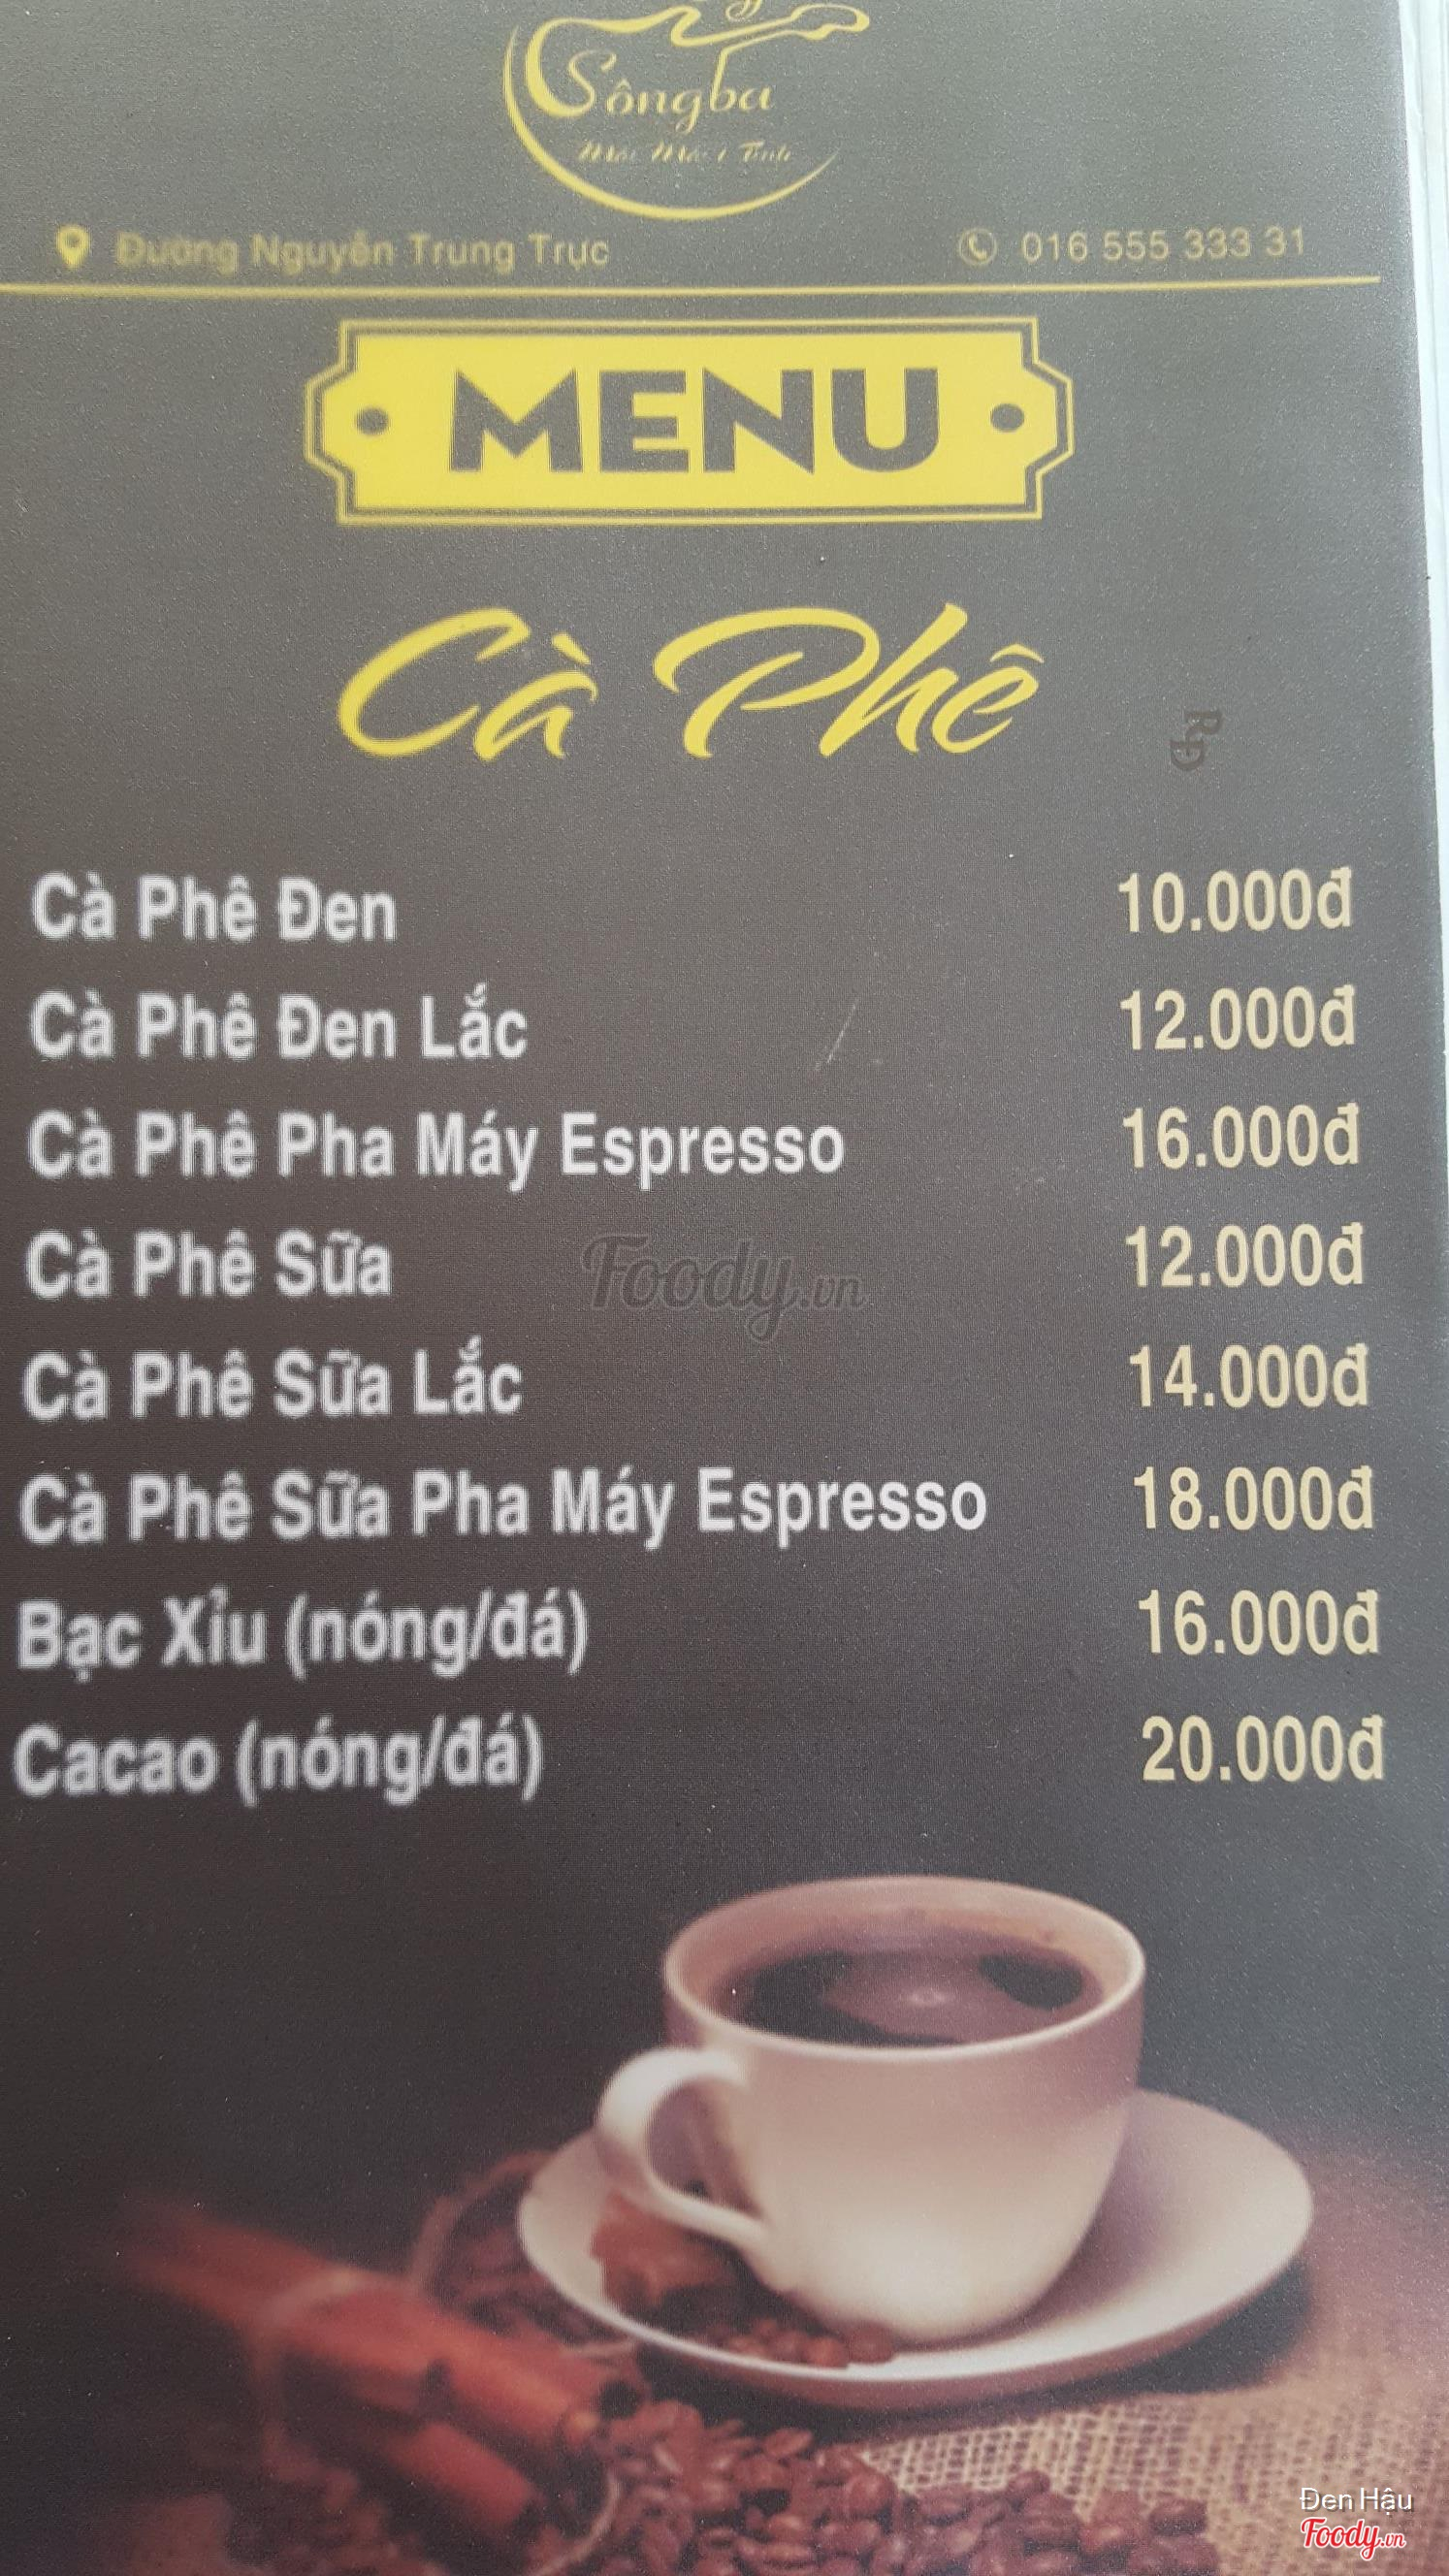 Sôngba
Đường Nguyễn Trung Trực
016 555 333 31
MENU
Cà Phê
Cà Phê Đen 10.000đ
Cà Phê Đen Lắc 12.000đ
Cà Phê Pha Máy Espresso 16.000đ
Cà Phê Sữa 12.000đ
Foody.vn
Cà Phê Sữa Lắc 14.000đ
Cà Phê Sữa Pha Máy Espresso 18.000đ
Bạc Xỉu (nóng/đá) 16.000đ
Cacao (nóng/đá) 20.000đ
Đen Hậu
Foody.vn